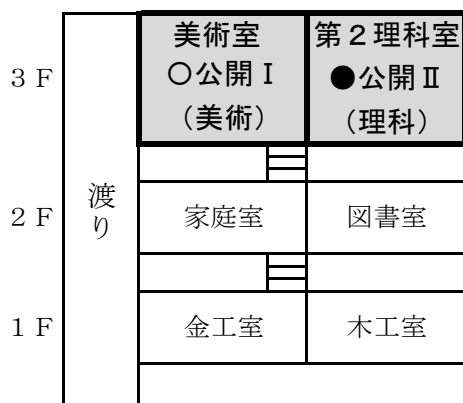 美術室
○公開Ⅰ
（美術）
第２理科室
●公開Ⅱ
（理科）
３Ｆ
渡り
２Ｆ
家庭室
図書室
１Ｆ
金工室
木工室